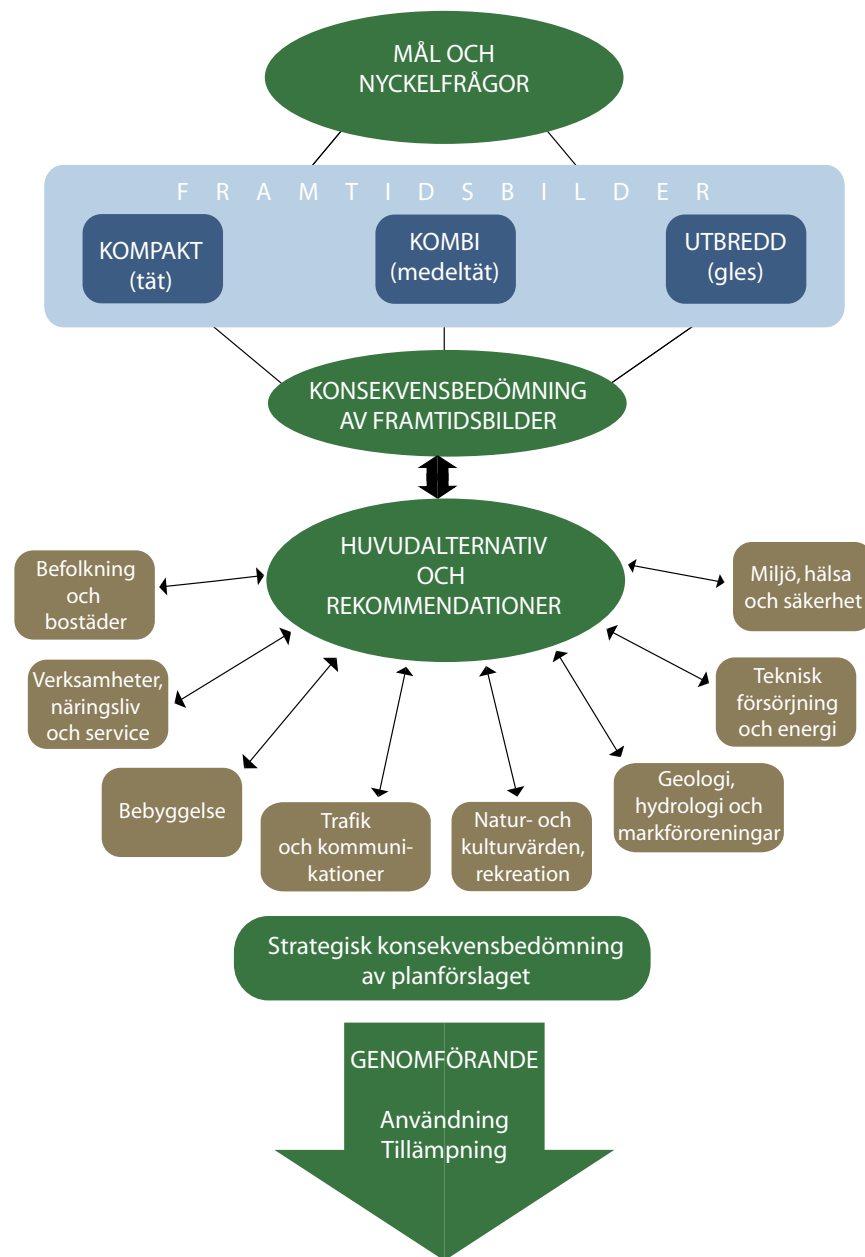 MÅL OCH
NYCKELFRÅGOR
FRAMTIDSBILDER
KOMPAKT
(tät)
KOMBI
(medeltät)
UTBREDD
(gles)
KONSEKVENSBEDÖMNING
AV FRAMTIDSBILDER
HUVUDALTERNATIV
OCH
REKOMMENDATIONER
Befolkning
och
bostäder
Verksamheter,
näringsliv
och service
Bebyggelse
Trafik
och kommuni-
kationer
Natur- och
kulturvärden,
rekreation
Geologi,
hydrologi och
markföroreningar
Teknisk
försörjning
och energi
Miljö, hälsa
och säkerhet
Strategisk konsekvensbedömning
av planförslaget
GENOMFÖRANDE
Användning
Tillämpning